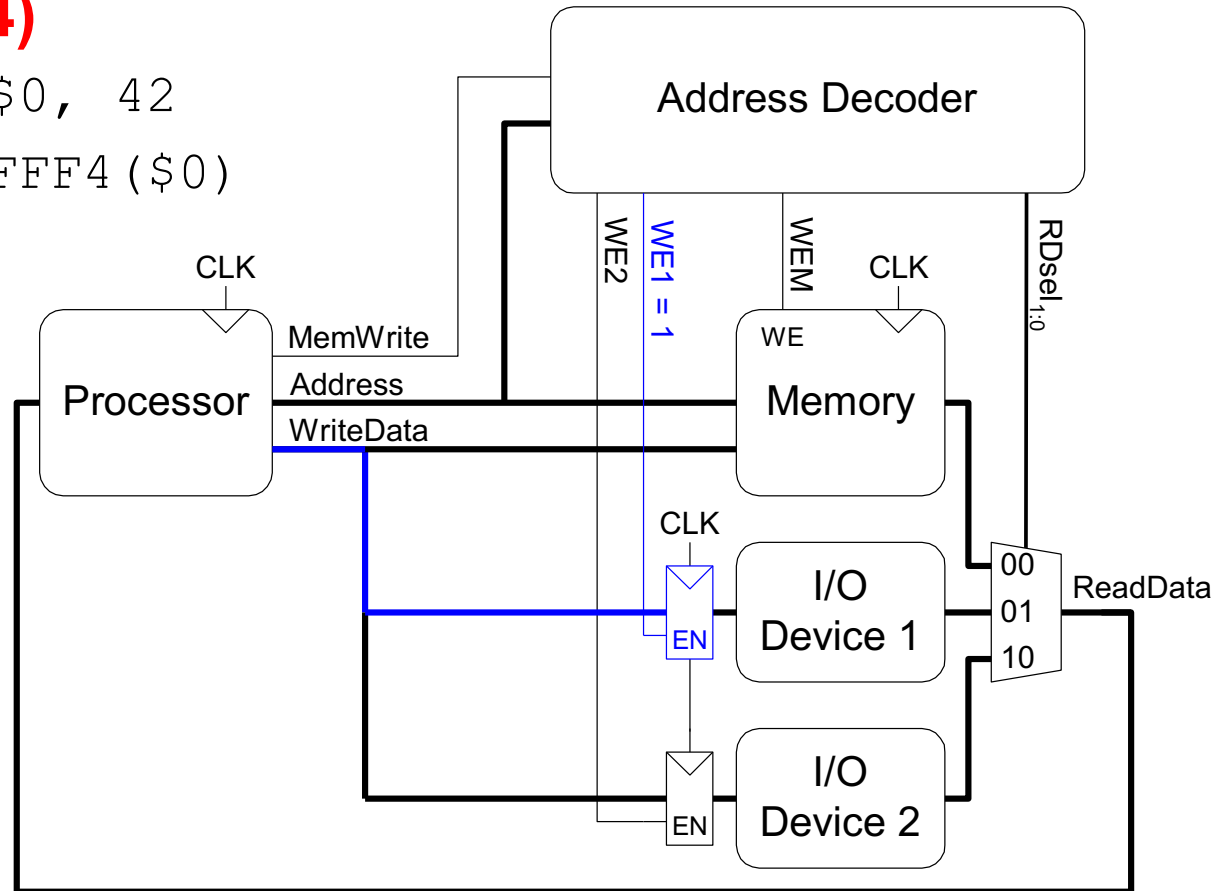 4)
$0, 42
FFF4($0)
Address Decoder
WE2
WE1 = 1
WEM
RDsel1:0
CLK
CLK
Processor
MemWrite
Address
WriteData
WE
Memory
CLK
EN
I/O
Device 1
00
01
10
ReadData
EN
I/O
Device 2